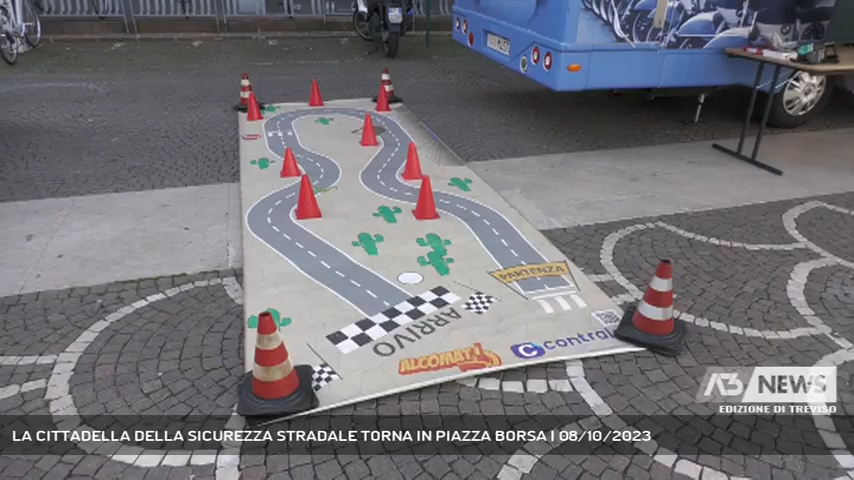 PARTENZA
ARRIVO
ALCOMAT
contral
A3 NEWS
EDIZIONE DI TREVISO
LA CITTADELLA DELLA SICUREZZA STRADALE TORNA IN PIAZZA BORSA | 08/10/2023